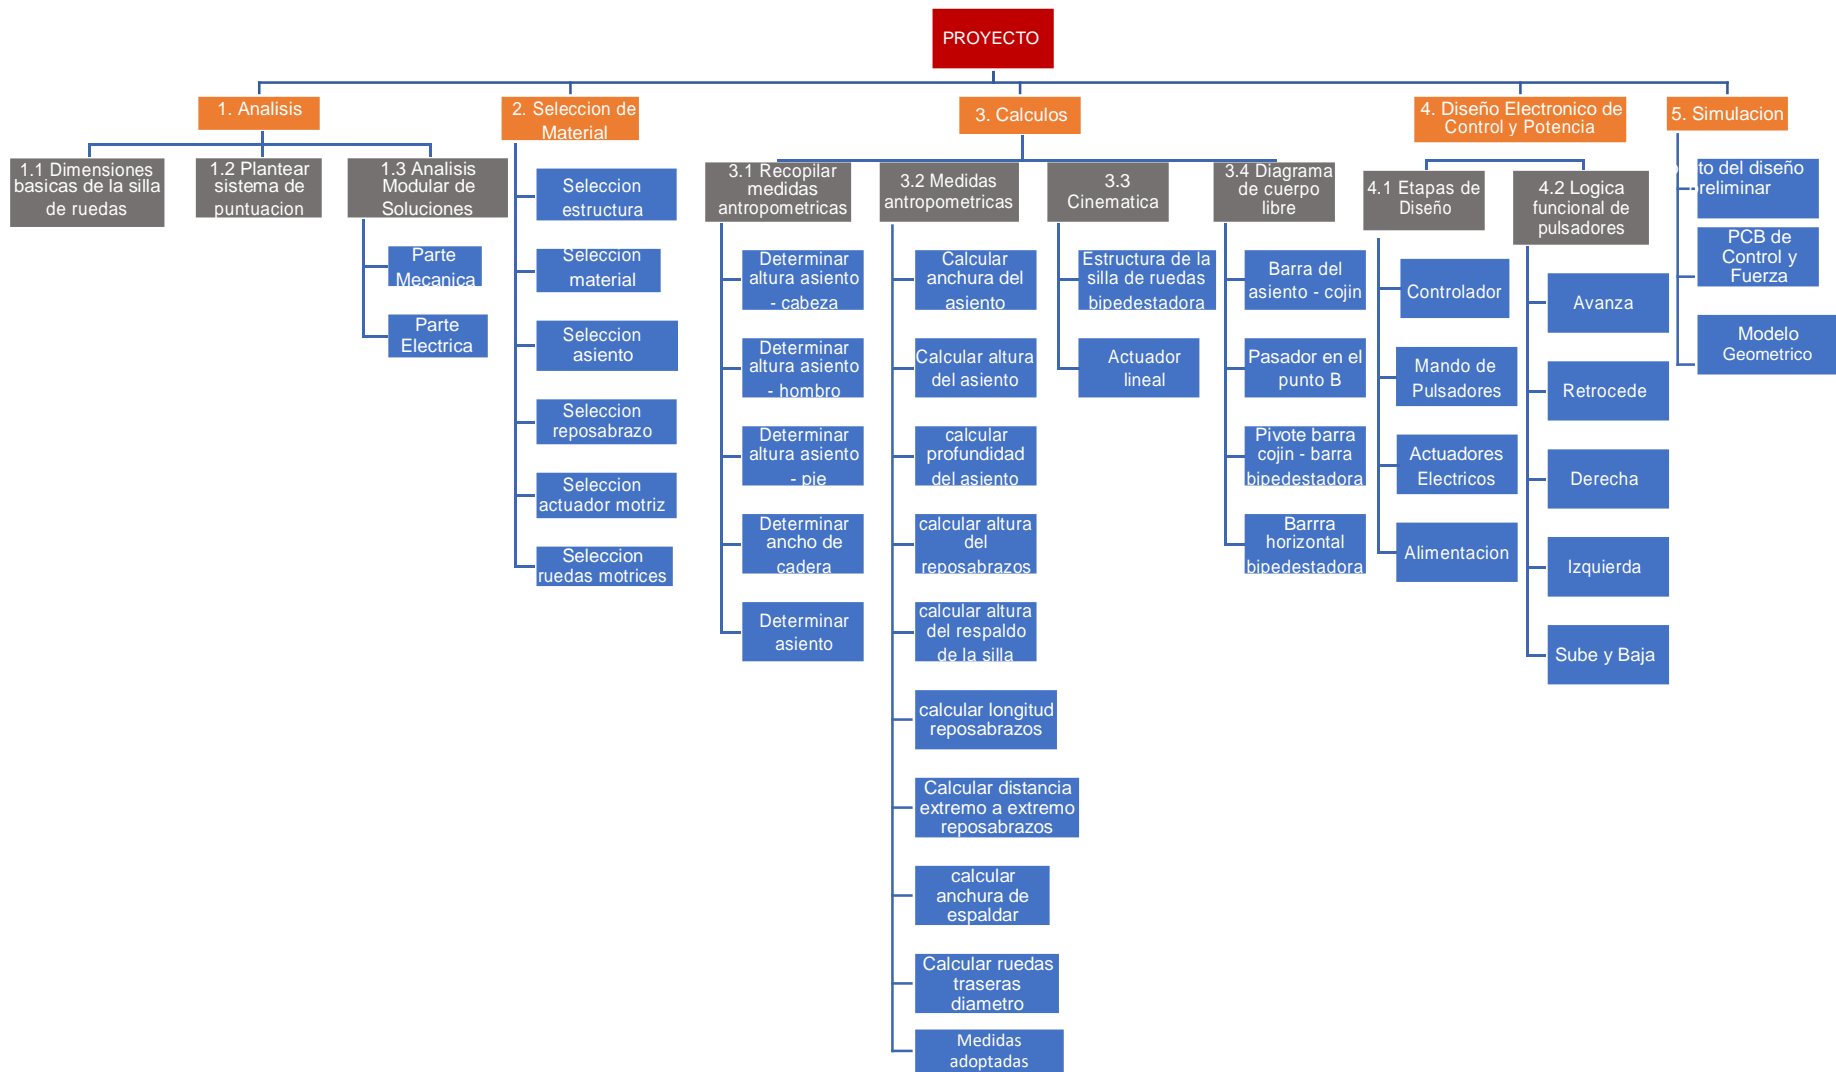 PROYECTO
1. Analisis
1.1 Dimensiones
basicas de la silla
de ruedas
1.2 Plantear
sistema de
puntuacion
1.3 Analisis
Modular de
Soluciones
Parte
Mecanica
Parte
Electrica
2. Seleccion de
Material
Seleccion
estructura
Seleccion
material
Seleccion
asiento
Seleccion
reposabrazo
Seleccion
actuador motriz
Seleccion
ruedas motrices
3. Calculos
3.1 Recopilar
medidas
antropometricas
Determinar
altura asiento
- cabeza
Determinar
altura asiento
- hombro
Determinar
altura asiento
- pie
Determinar
ancho de
cadera
Determinar
asiento
3.2 Medidas
antropometricas
Calcular
anchura del
asiento
Calcular altura
del asiento
calcular
profundidad
del asiento
calcular altura
del
reposabrazos
calcular altura
del respaldo
de la silla
calcular longitud
reposabrazos
Calcular distancia
extremo a extremo
reposabrazos
calcular
anchura de
espaldar
Calcular ruedas
traseras
diametro
Medidas
adoptadas
3.3
Cinematica
Estructura de la
silla de ruedas
bipedestadora
Actuador
lineal
3.4 Diagrama
de cuerpo
libre
Barra del
asiento - cojin
Pasador en el
punto B
Pivote barra
cojin - barra
bipedestadora
Barrra
horizontal
bipedestadora
4. Diseño Electronico de
Control y Potencia
4.1 Etapas de
Diseño
Controlador
Mando de
Pulsadores
Actuadores
Electricos
Alimentacion
4.2 Logica
funcional de
pulsadores
Avanza
Retrocede
Derecha
Izquierda
Sube y Baja
5. Simulacion
del diseño
preliminar
PCB de
Control y
Fuerza
Modelo
Geometrico